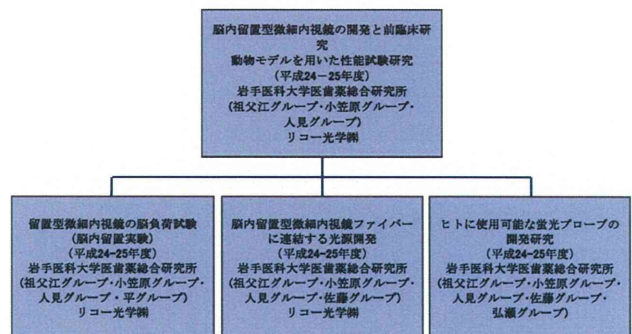 脳内留置型微細内視鏡の開発と前臨床研
究
動物モデルを用いた性能試験研究
(平成24－25年度)
岩手医科大学医歯薬総合研究所
(祖父江グループ･小笠原グループ･
人見グループ)
リコー光学㈱
留置型微細内視鏡の脳負荷試験
(脳内留置実験)
(平成24-25年度)
岩手医科大学医歯薬総合研究所
(祖父江グループ･小笠原グループ･
人見グループ・平グループ)
リコー光学㈱
脳内留置型微細内視鏡ファイバー
に連結する光源開発
(平成24-25年度)
岩手医科大学医歯薬総合研究所
(祖父江グループ･小笠原グループ･
人見グループ･佐藤グループ)
リコー光学㈱
ヒトに使用可能な蛍光プローブの
開発研究
(平成24-25年度)
岩手医科大学医歯薬総合研究所
(祖父江グループ･小笠原グループ･
人見グループ･佐藤グループ･
弘瀬グループ)